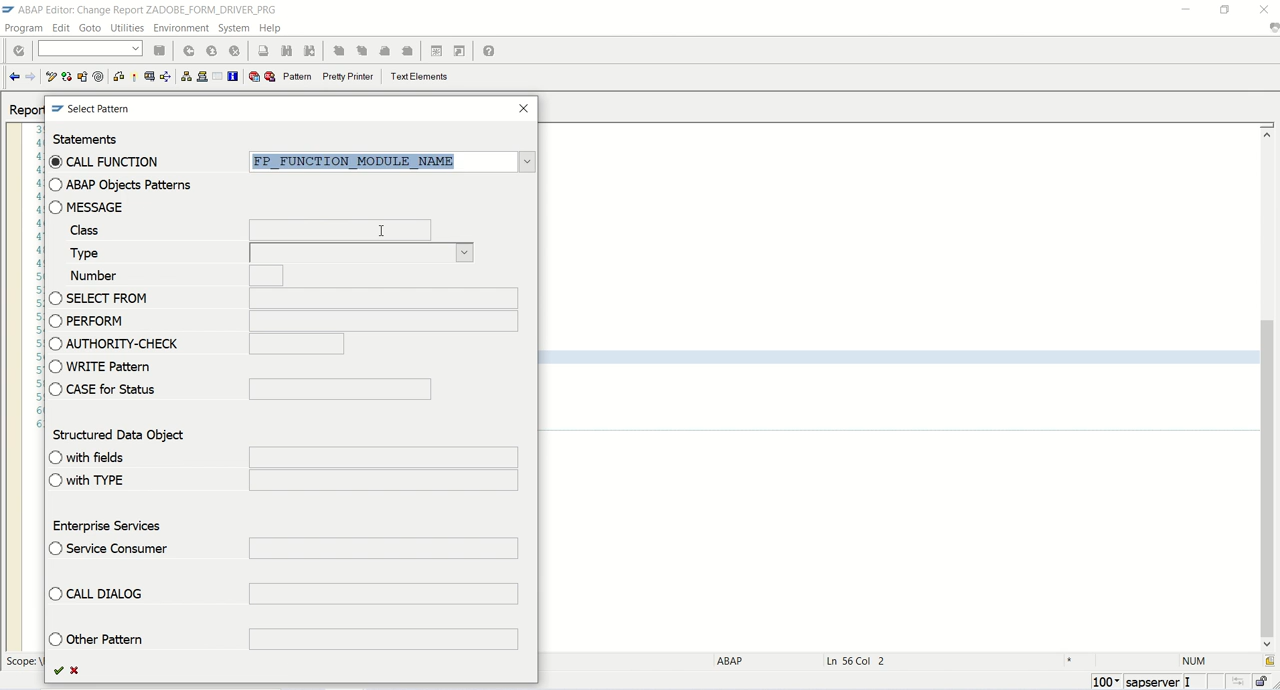 ABAP Editor: Change Report ZADOBE_FORM_DRIVER_PRG
Program Edit Goto Utilities Environment System Help
Pattern Pretty Printer Text Elements
Report
Select Pattern
Statements
CALL FUNCTION FP_FUNCTION_MODULE_NAME
ABAP Objects Patterns
MESSAGE
Class
Type
Number
SELECT FROM
PERFORM
AUTHORITY-CHECK
WRITE Pattern
CASE for Status
Structured Data Object
with fields
with TYPE
Enterprise Services
Service Consumer
CALL DIALOG
Other Pattern
Scope: \
ABAP
Ln 56 Col 2
*
NUM
100 sapserver